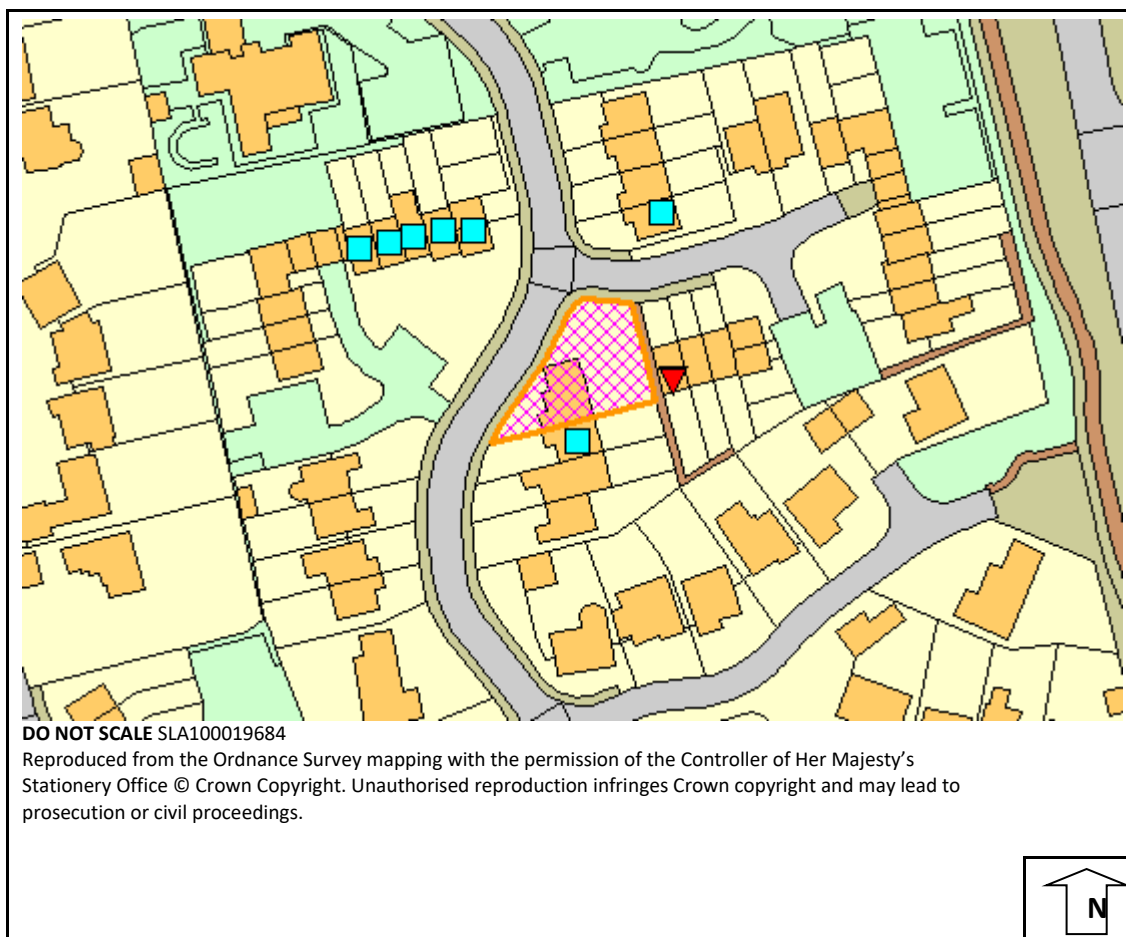 DO NOT SCALE SLA100019684
Reproduced from the Ordnance Survey mapping with the permission of the Controller of Her Majesty’s
Stationery Office © Crown Copyright. Unauthorised reproduction infringes Crown copyright and may lead to
prosecution or civil proceedings.
N